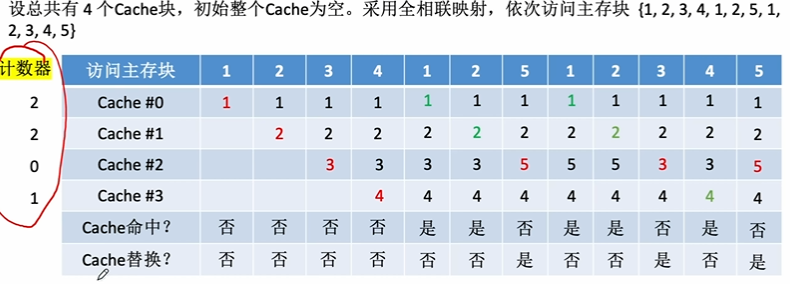 设总共有 4 个Cache块，初始整个Cache为空。采用全相联映射，依次访问主存块 {1, 2, 3, 4, 1, 2, 5, 1,
2, 3, 4, 5}
计数器 访问主存块 1 2 3 4 1 2 5 1 2 3 4 5
2 Cache #0 1 1 1 1 1 1 1 1 1 1 1 1
2 Cache #1 2 2 2 2 2 2 2 2 2 2 2
0 Cache #2 3 3 3 3 5 5 5 3 3 5
1 Cache #3 4 4 4 4 4 4 4 4 4
Cache命中？ 否 否 否 否 是 是 否 是 是 否 是 否
Cache替换？ 否 否 否 否 否 否 是 否 否 是 否 是